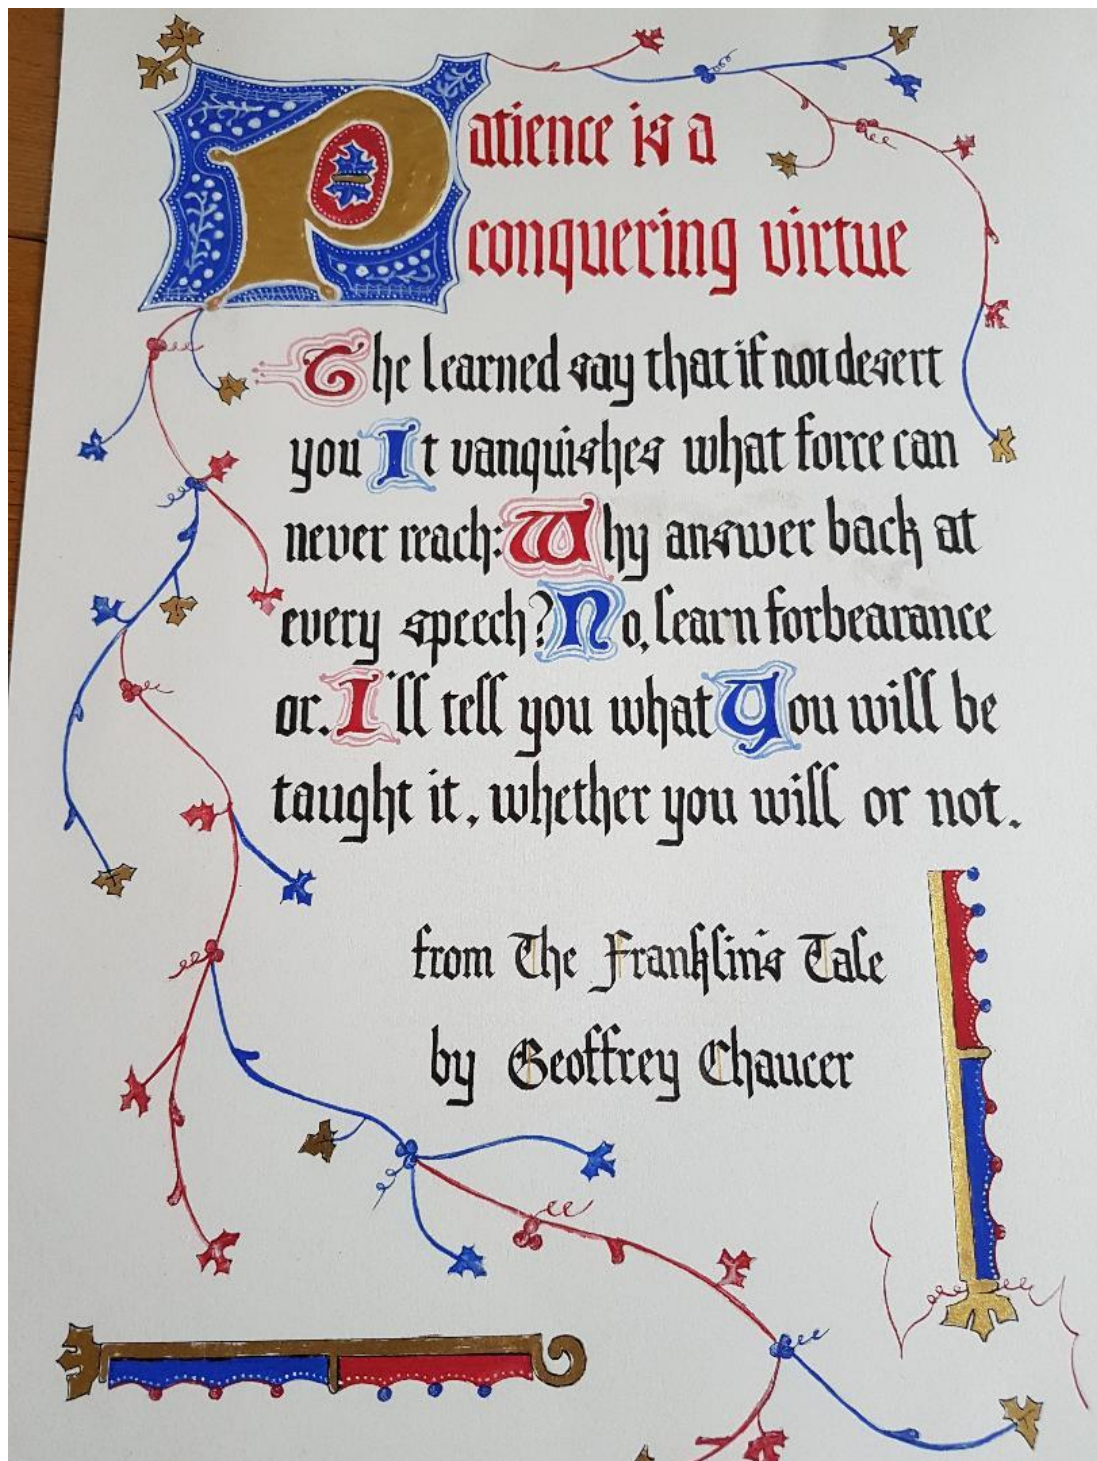 Patience is a
conquering virtue
The learned say that if not desert
you It vanquishes what force can
never reach: Why answer back at
every speech? No, learn forbearance
or. I'll tell you what You will be
taught it, whether you will or not.
from The Franklin's Tale
by Geoffrey Chaucer